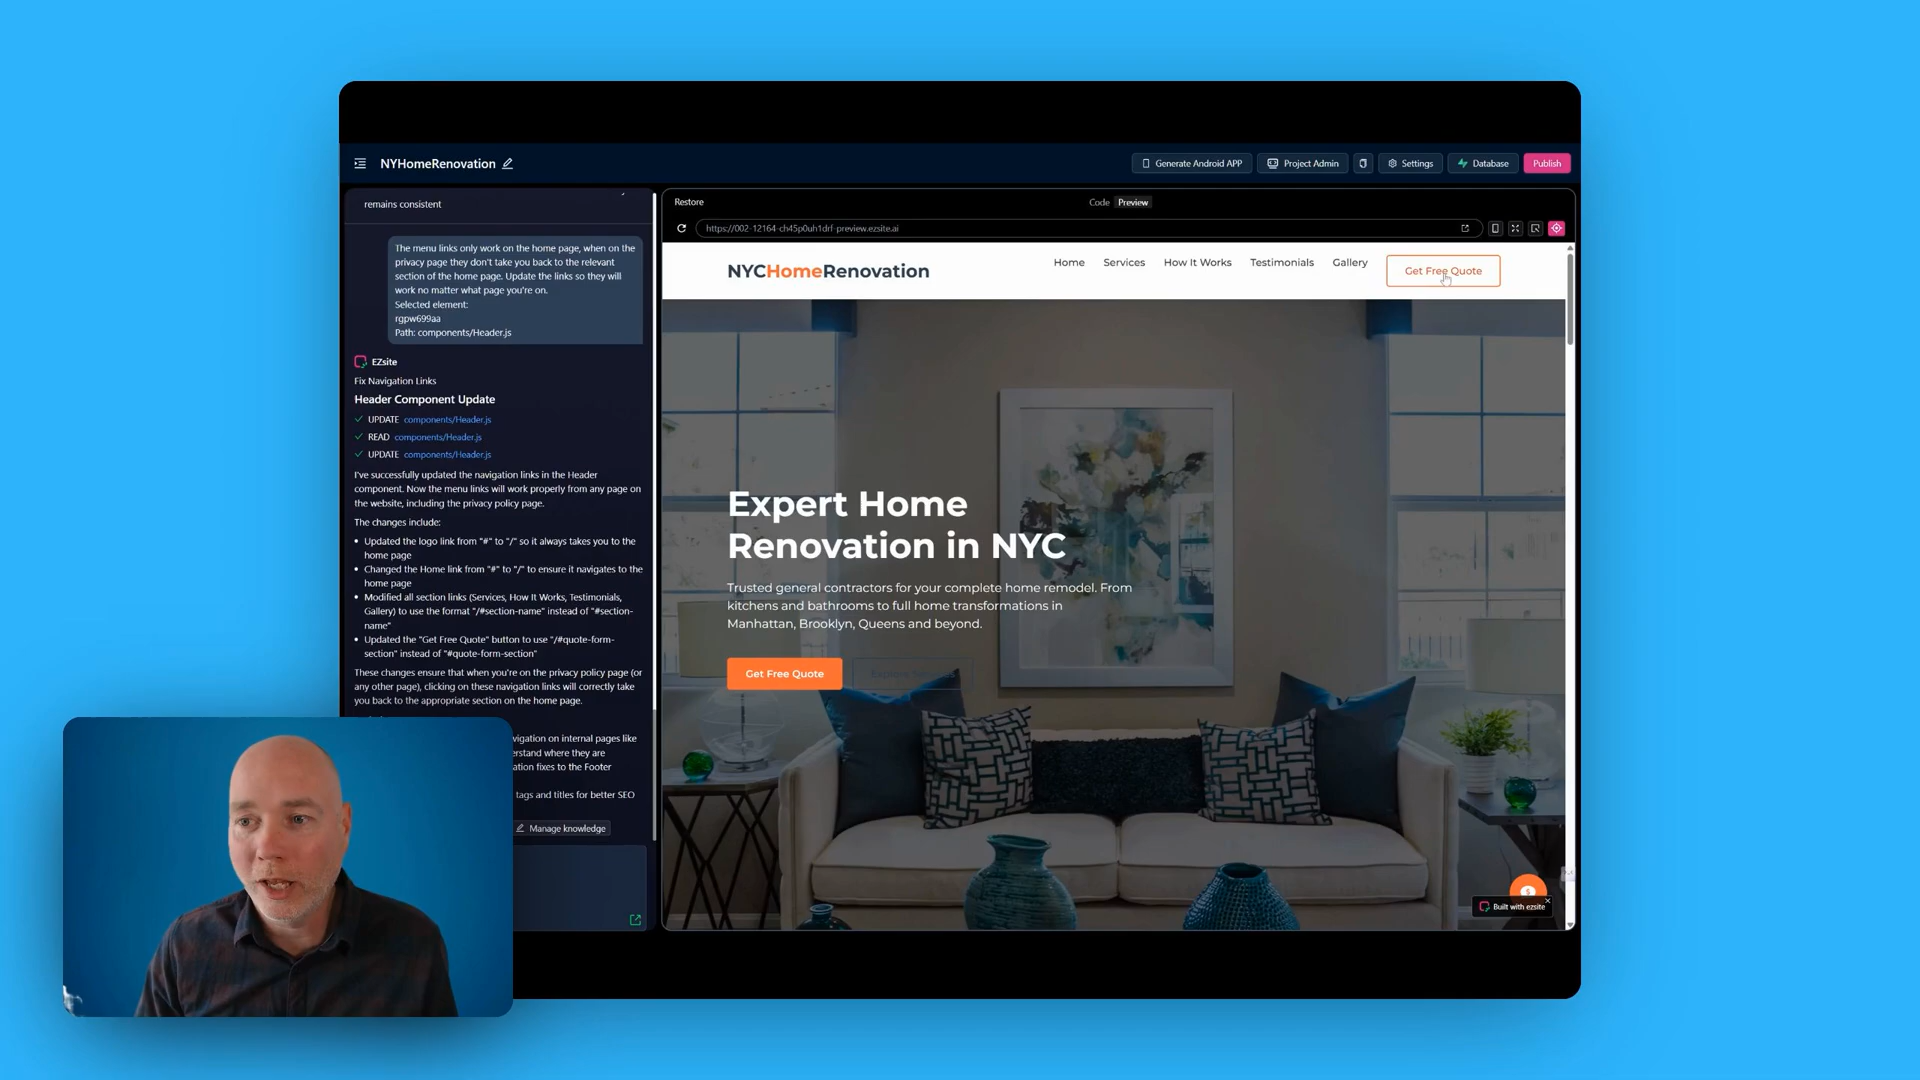 NYHomeRenovation
Generate Android APP
Project Admin
Settings
Database
Publish
remains consistent
The menu links only work on the home page, when on the
privacy page they don't take you back to the relevant
section of the home page. Update the links so they will
work no matter what page you're on.
Selected element:
rgpw699aa
Path: components/Header.js
EZsite
Fix Navigation Links
Header Component Update
UPDATE components/Header.js
READ components/Header.js
UPDATE components/Header.js
I've successfully updated the navigation links in the Header
component. Now the menu links will work properly from any page on
the website, including the privacy policy page.
The changes include:
• Updated the logo link from "#" to "/" so it always takes you to the
home page
• Changed the Home link from "#" to "/" to ensure it navigates to the
home page
• Modified all section links (Services, How It Works, Testimonials,
Gallery) to use the format "/#section-name" instead of "#section-
name"
• Updated the "Get Free Quote" button to use "/#quote-form-
section" instead of "#quote-form-section"
These changes ensure that when you're on the privacy policy page (or
any other page), clicking on these navigation links will correctly take
you back to the appropriate section on the home page.
navigation on internal pages like
where they are
fixes to the Footer
tags and titles for better SEO
Manage knowledge
Restore
Code
Preview
https://002-12164-ch45p0uh1drf-preview.ezsite.ai
NYCHomeRenovation
Home
Services
How It Works
Testimonials
Gallery
Get Free Quote
Expert Home
Renovation in NYC
Trusted general contractors for your complete home remodel. From
kitchens and bathrooms to full home transformations in
Manhattan, Brooklyn, Queens and beyond.
Get Free Quote
Explore
Built with ezsite